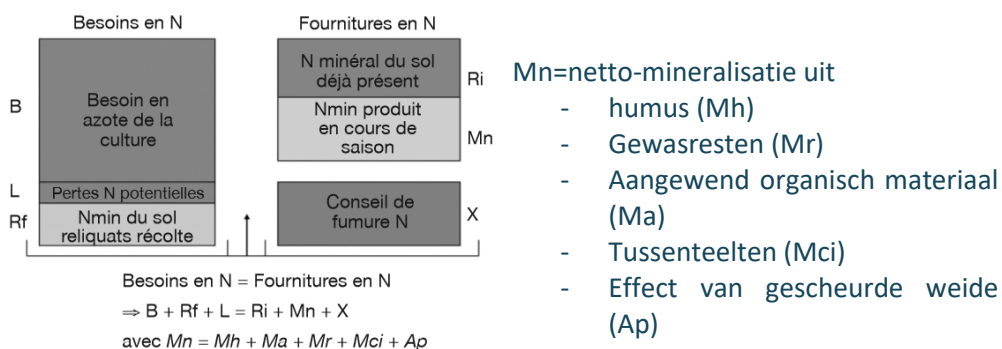 Besoins en N
Fournitures en N
B
Besoin en
azote de la
culture
L
Pertes N potentielles
Rf
Nmin du sol
reliquats récolte
N minéral du sol
déjà présent
Ri
Nmin produit
en cours de
saison
Mn
Conseil de
fumure N
X
Besoins en N = Fournitures en N
⇒ B + Rf + L = Ri + Mn + X
avec Mn = Mh + Ma + Mr + Mci + Ap
Mn=netto-mineralisatie uit
- humus (Mh)
- Gewasresten (Mr)
- Aangewend organisch materiaal
(Ma)
- Tussenteelten (Mci)
- Effect van gescheurde weide
(Ap)